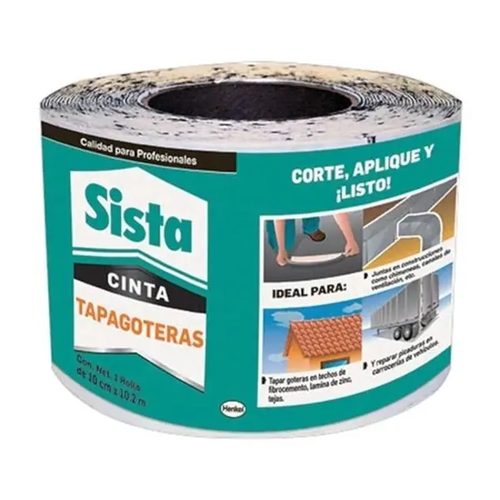 Calidad para Profesionales
Sista
CINTA
TAPAGOTERAS
Con. Net. 1 Rollo
de 10 cm x 10.2 m
CORTE, APLIQUE Y
¡LISTO!
IDEAL PARA:
Juntas en construcciones
como chimeneas, canales de
ventilación, etc.
Tapar goteras en techos de
fibrocemento, lamina de zinc,
tejas.
Y reparar picaduras en
carrocerías de vehículos.
Henkel